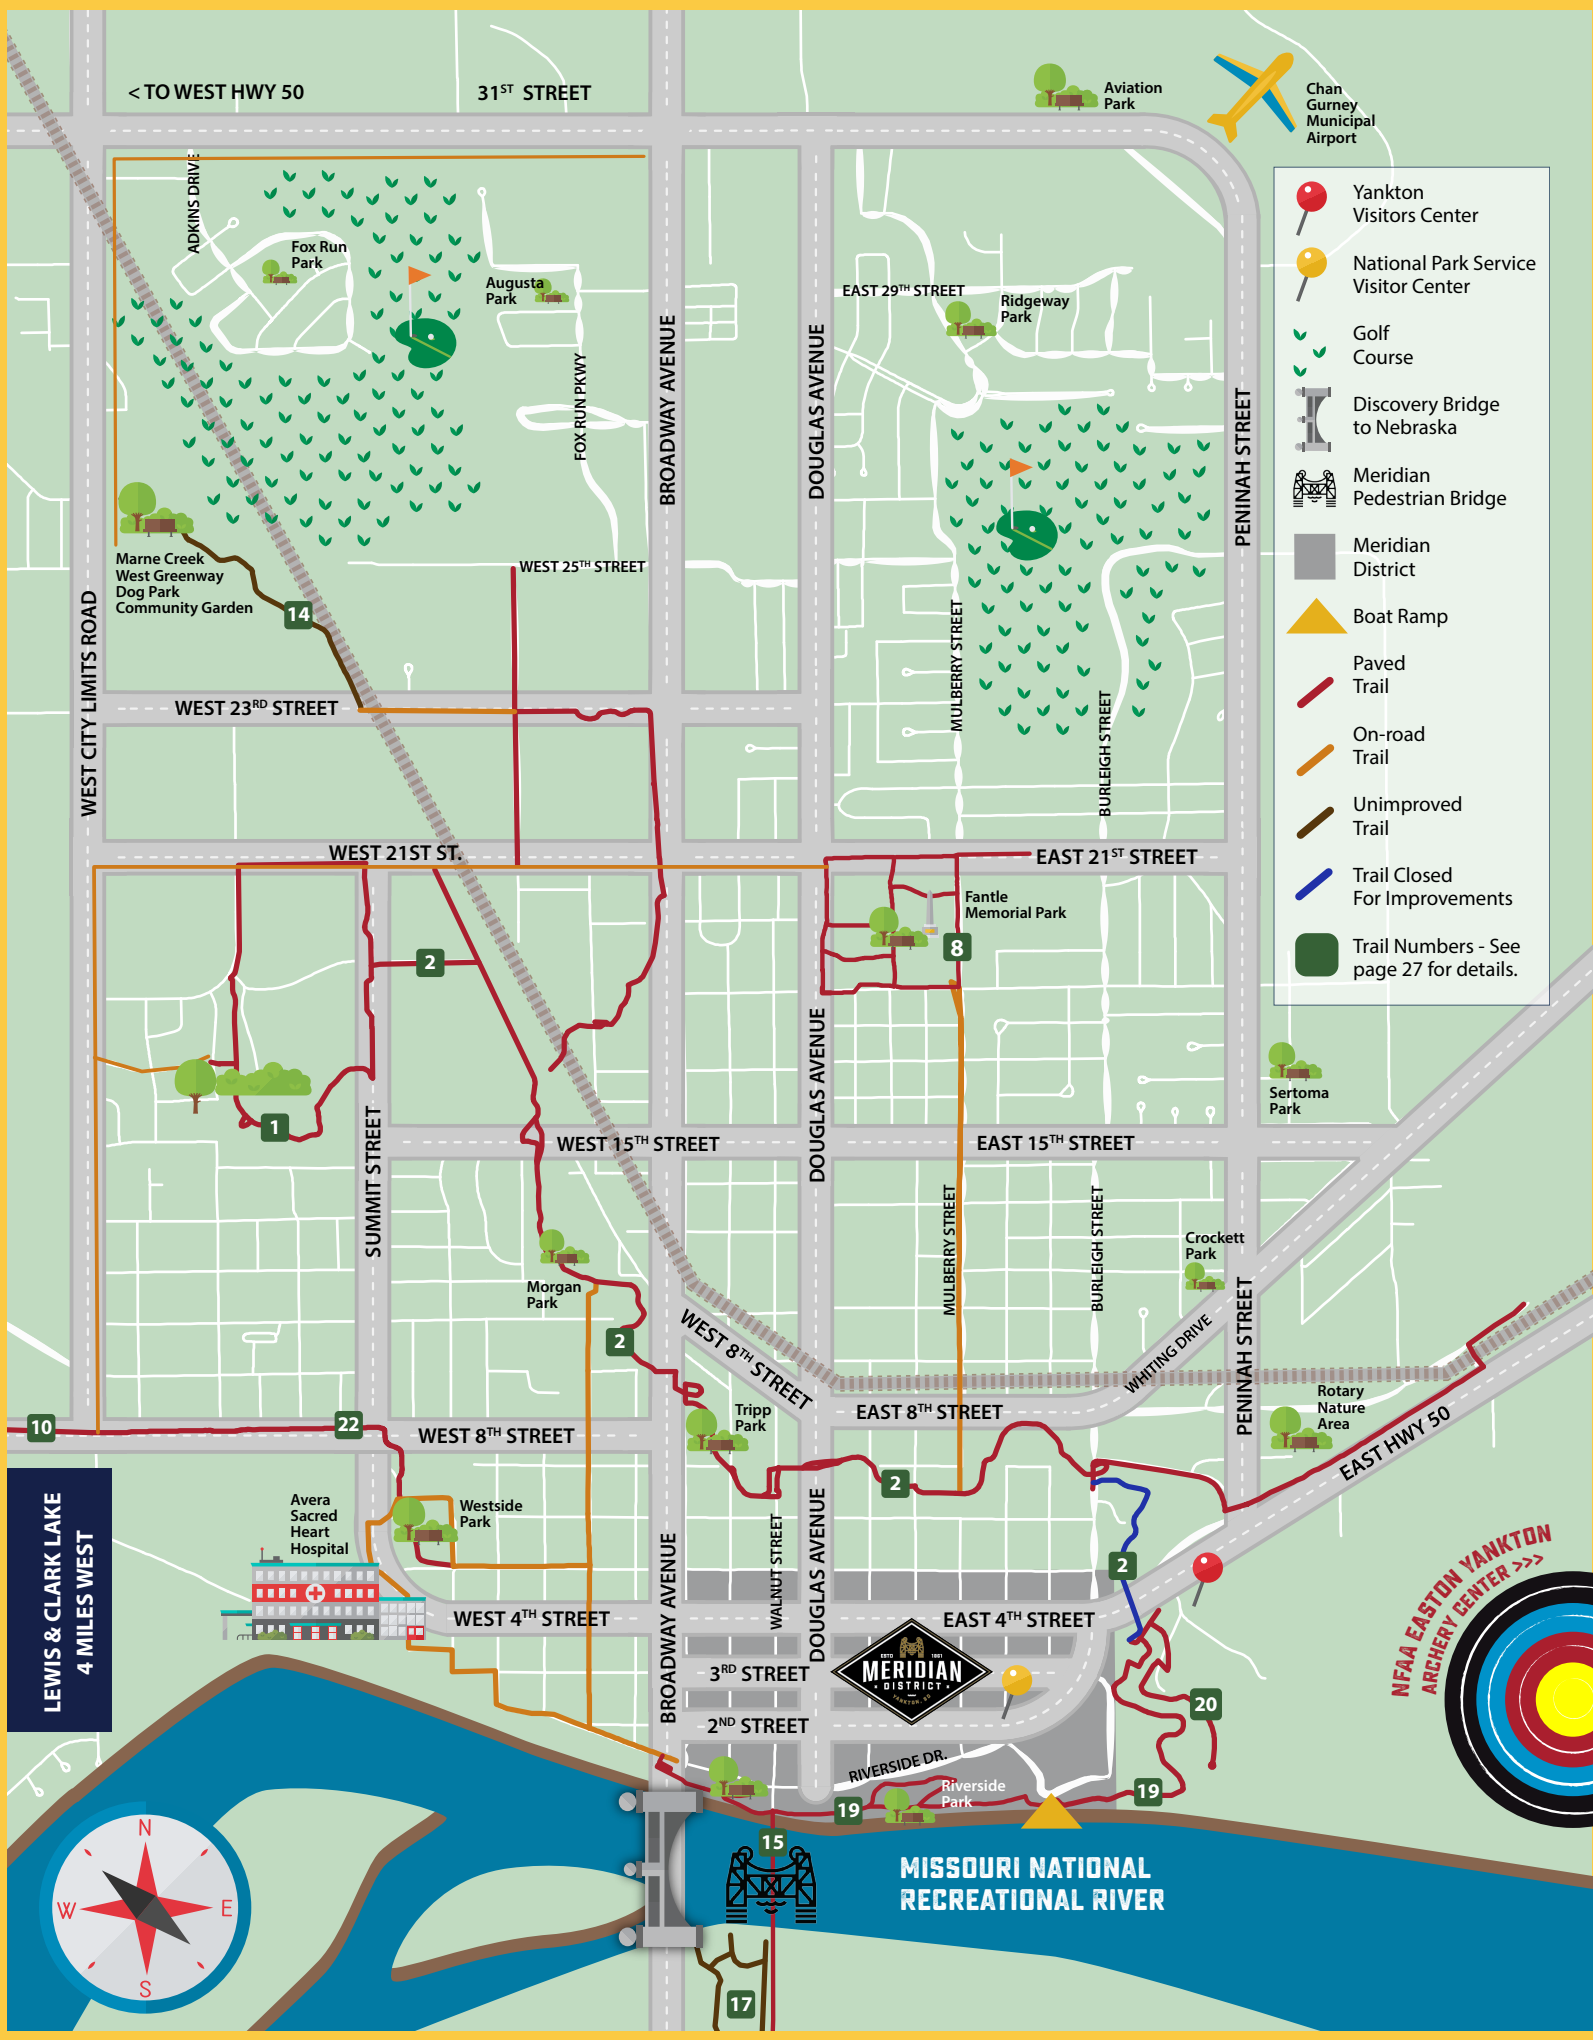 < TO WEST HWY 50
31ST STREET
Aviation
Park
Chan
Gurney
Municipal
Airport
Yankton
Visitors Center
National Park Service
Visitor Center
Golf
Course
Discovery Bridge
to Nebraska
Meridian
Pedestrian Bridge
Meridian
District
Boat Ramp
Paved
Trail
On-road
Trail
Unimproved
Trail
Trail Closed
For Improvements
Trail Numbers - See
page 27 for details.
ADKINS DRIVE
Fox Run
Park
Augusta
Park
FOX RUN PKWY
BROADWAY AVENUE
DOUGLAS AVENUE
EAST 29TH STREET
Ridgeway
Park
PENINAH STREET
Marne Creek
West Greenway
Dog Park
Community Garden
14
WEST 25TH STREET
MULBERRY STREET
BURLEIGH STREET
WEST CITY LIMITS ROAD
WEST 23RD STREET
WEST 21ST ST.
EAST 21ST STREET
Fantle
Memorial Park
8
2
1
DOUGLAS AVENUE
Sertoma
Park
SUMMIT STREET
WEST 15TH STREET
EAST 15TH STREET
MULBERRY STREET
BURLEIGH STREET
Crockett
Park
Morgan
Park
2
WEST 8TH STREET
WHITING DRIVE
PENINAH STREET
Rotary
Nature
Area
EAST HWY 50
Tripp
Park
EAST 8TH STREET
10
22
WEST 8TH STREET
2
LEWIS & CLARK LAKE
4 MILES WEST
Avera
Sacred
Heart
Hospital
Westside
Park
WALNUT STREET
DOUGLAS AVENUE
BROADWAY AVENUE
2
NFAA EASTON YANKTON
ARCHERY CENTER >>>
WEST 4TH STREET
EAST 4TH STREET
3RD STREET
ESTD 1861
MERIDIAN
DISTRICT
YANKTON, SD
2ND STREET
20
RIVERSIDE DR.
Riverside
Park
19
19
15
MISSOURI NATIONAL
RECREATIONAL RIVER
N
W
E
S
17